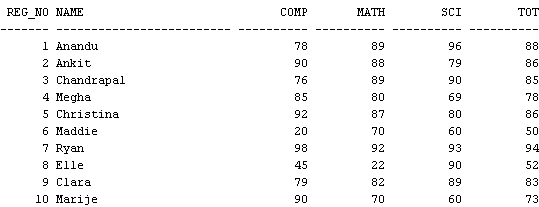 REG_NO NAME COMP MATH SCI TOT
------- ------------------------- ---------- ---------- ---------- ----------
1 Anandu 78 89 96 88
2 Ankit 90 88 79 86
3 Chandrapal 76 89 90 85
4 Megha 85 80 69 78
5 Christina 92 87 80 86
6 Maddie 20 70 60 50
7 Ryan 98 92 93 94
8 Elle 45 22 90 52
9 Clara 79 82 89 83
10 Marije 90 70 60 73